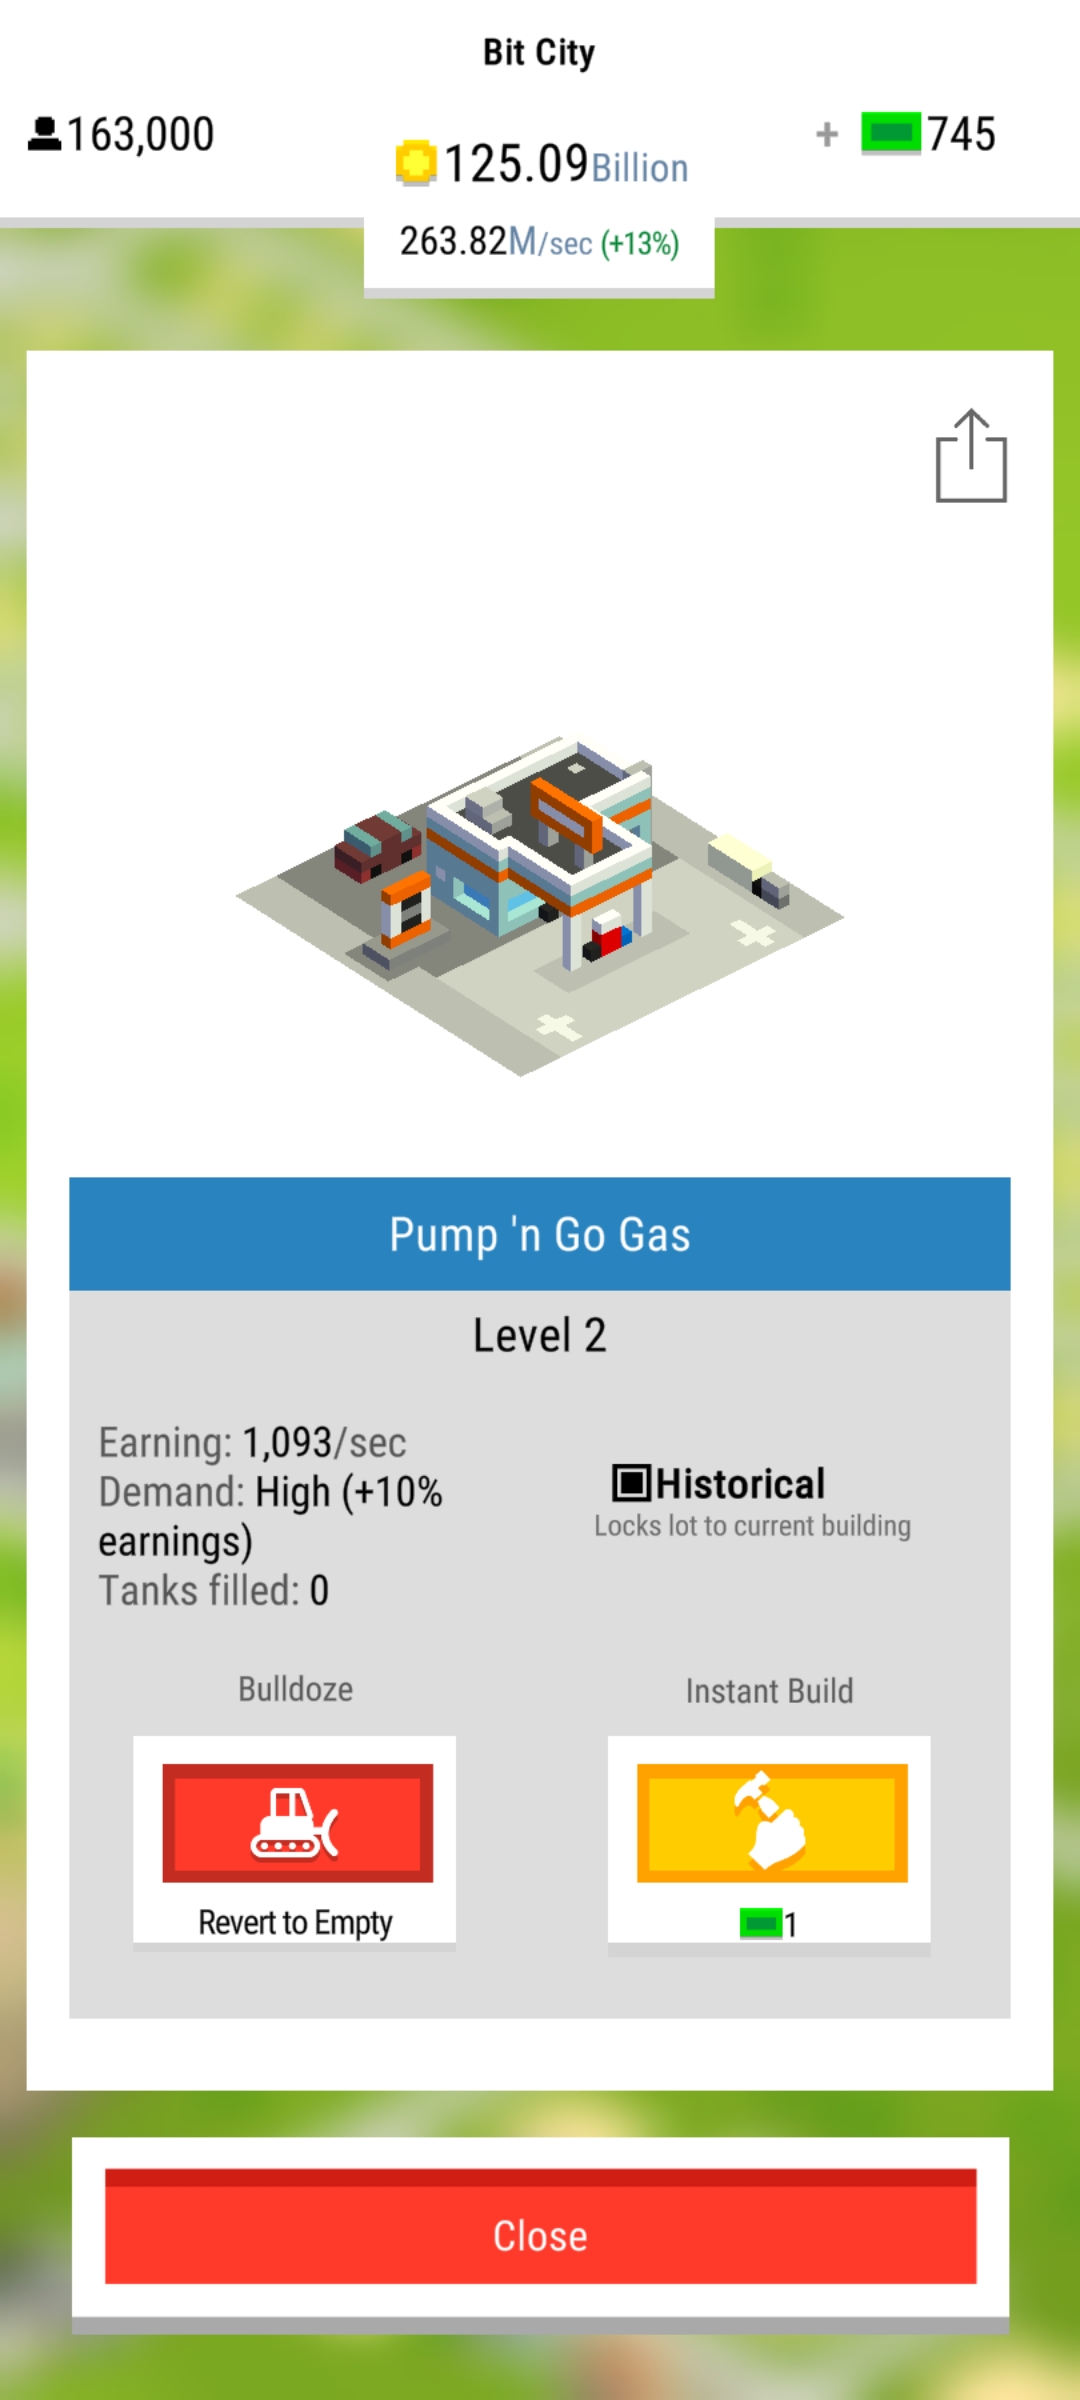 Bit City
163,000
125.09Billion
+ 745
263.82M/sec (+13%)
Pump 'n Go Gas
Level 2
Earning: 1,093/sec
Demand: High (+10%
earnings)
Tanks filled: 0
Historical
Locks lot to current building
Bulldoze
Instant Build
Revert to Empty
1
Close